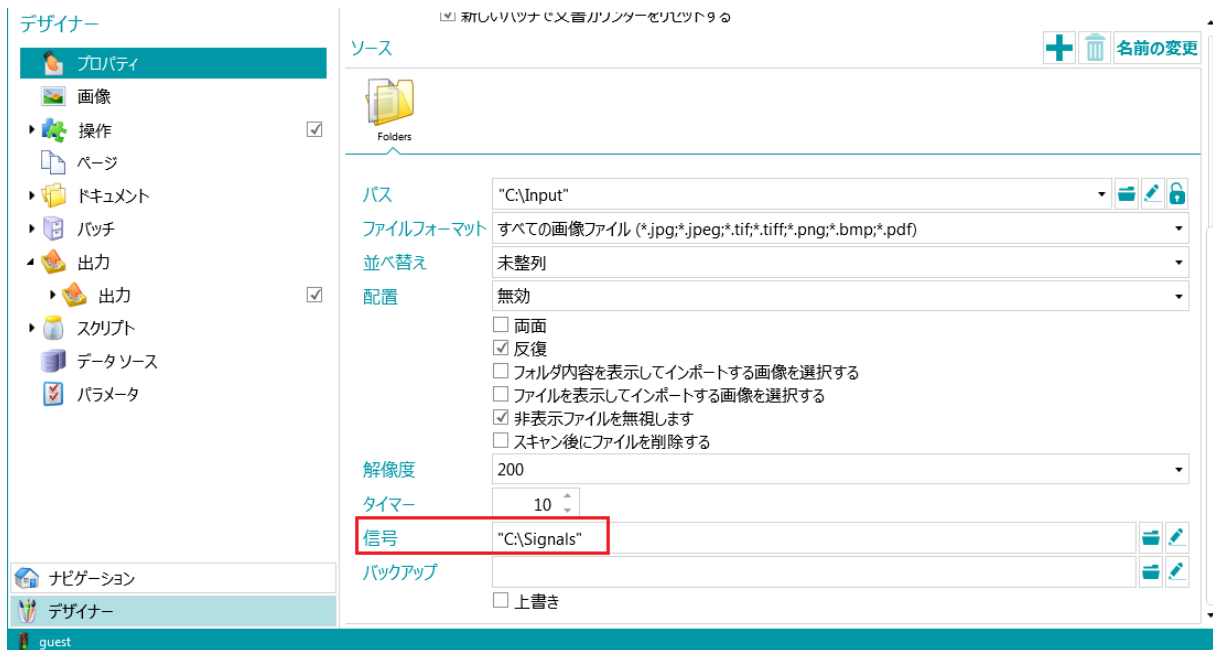 デザイナー
プロパティ
画像
操作
ページ
ドキュメント
バッチ
出力
出力
スクリプト
データ ソース
パラメータ
ナビゲーション
デザイナー
guest
新しいバッチで文書カウンターをリセットする
ソース
名前の変更
Folders
パス "C:\Input"
ファイルフォーマット すべての画像ファイル (*.jpg;*.jpeg;*.tif;*.tiff;*.png;*.bmp;*.pdf)
並べ替え 未整列
配置 無効
両面
反復
フォルダ内容を表示してインポートする画像を選択する
ファイルを表示してインポートする画像を選択する
非表示ファイルを無視します
スキャン後にファイルを削除する
解像度 200
タイマー 10
信号 "C:\Signals"
バックアップ
上書き